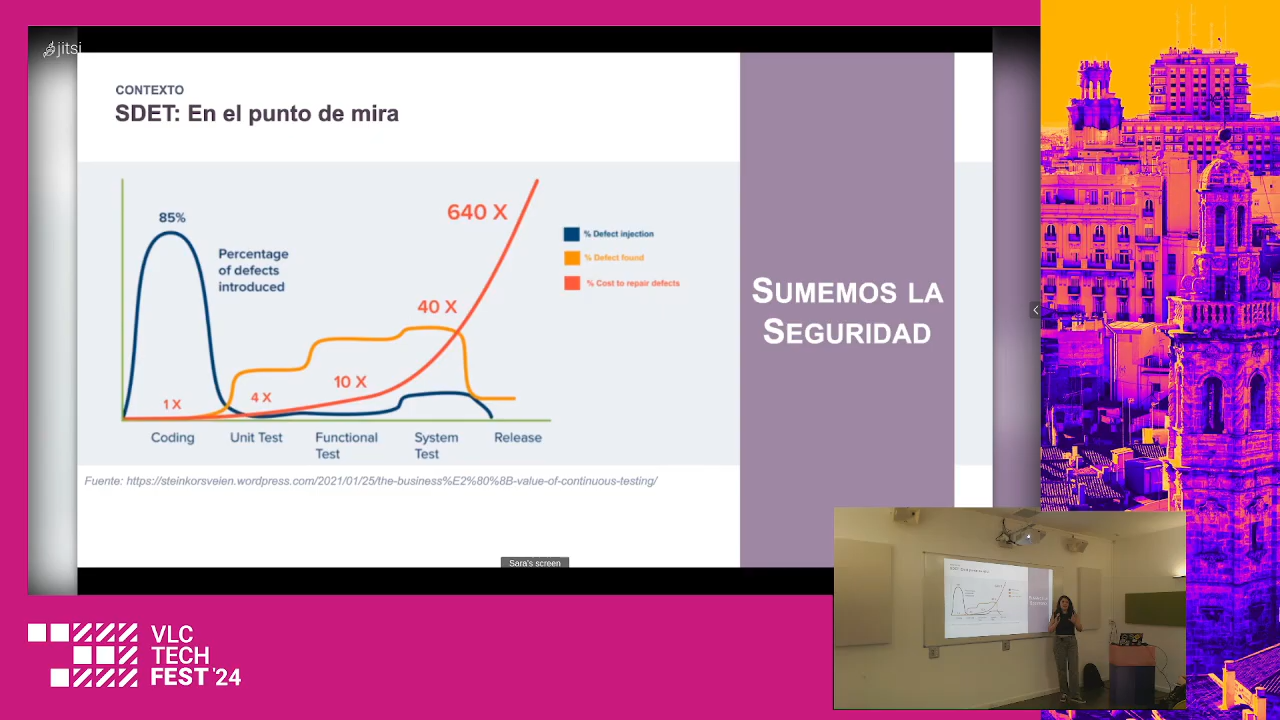 jitsi
CONTEXTO
SDET: En el punto de mira
640 X
85%
% Defect injection
Percentage
of defects
introduced
% Defect found
% Cost to repair defects
SUMEMOS LA
SEGURIDAD
40 X
10 X
4 X
1 X
Coding
Unit Test
Functional
Test
System
Test
Release
Fuente: https://steinkorsveien.wordpress.com/2021/01/25/the-business%E2%80%8B-value-of-continuous-testing/
Sara's screen
VLC
TECH
FEST '24